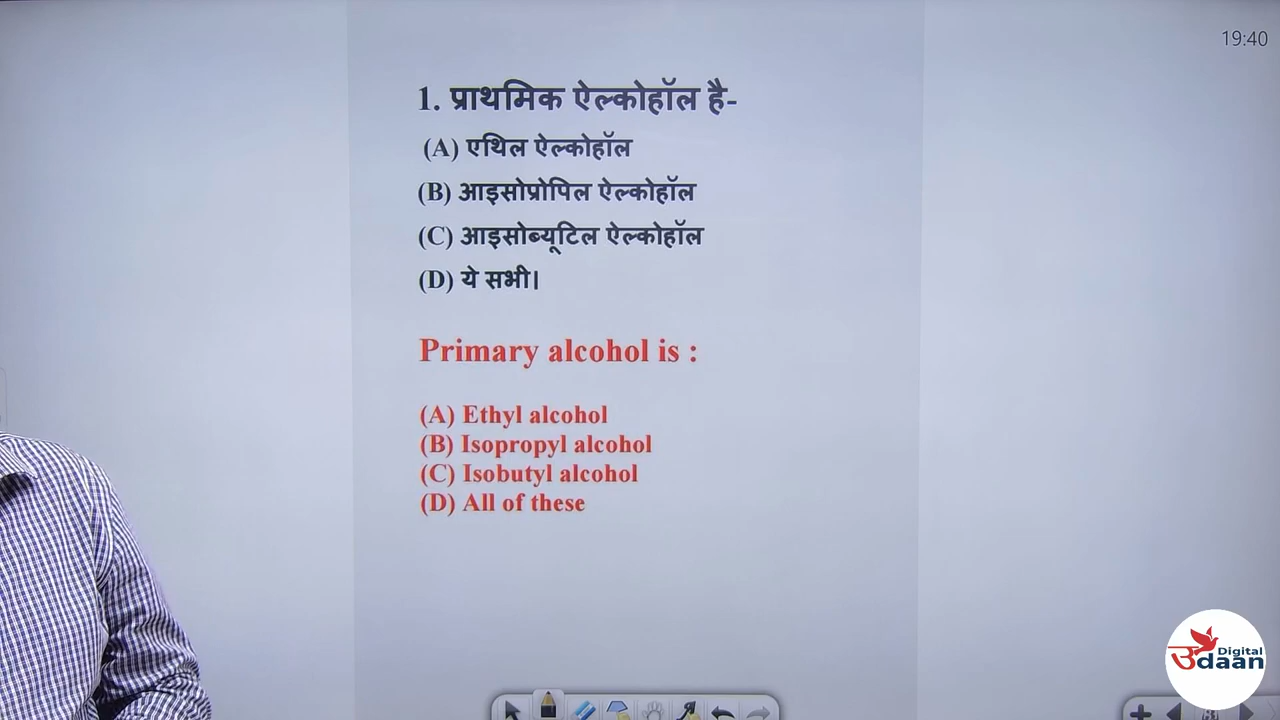 19:40
1. प्राथमिक ऐल्कोहॉल है-
(A) एथिल ऐल्कोहॉल
(B) आइसोप्रोपिल ऐल्कोहॉल
(C) आइसोब्यूटिल ऐल्कोहॉल
(D) ये सभी।
Primary alcohol is :
(A) Ethyl alcohol
(B) Isopropyl alcohol
(C) Isobutyl alcohol
(D) All of these
Digital
उdaan